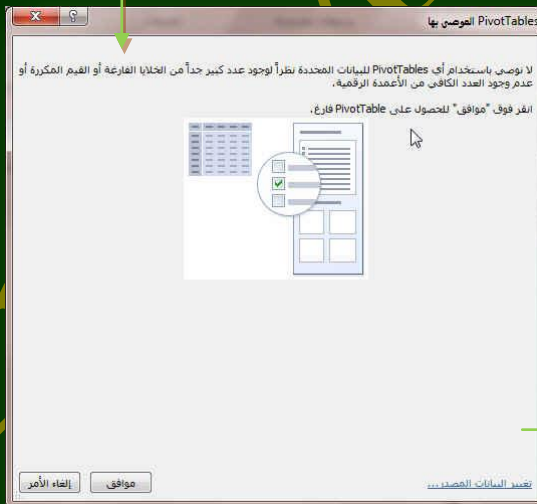 PivotTables الموصى بها
لا نوصي باستخدام أي PivotTables للبيانات المحددة نظراً لوجود عدد كبير جداً من الخلايا الفارغة أو القيم المكررة أو
عدم وجود العدد الكافي من الأعمدة الرقمية.
انقر فوق "موافق" للحصول على PivotTable فارغ.
تغيير البيانات المصدر...
موافق
إلغاء الأمر